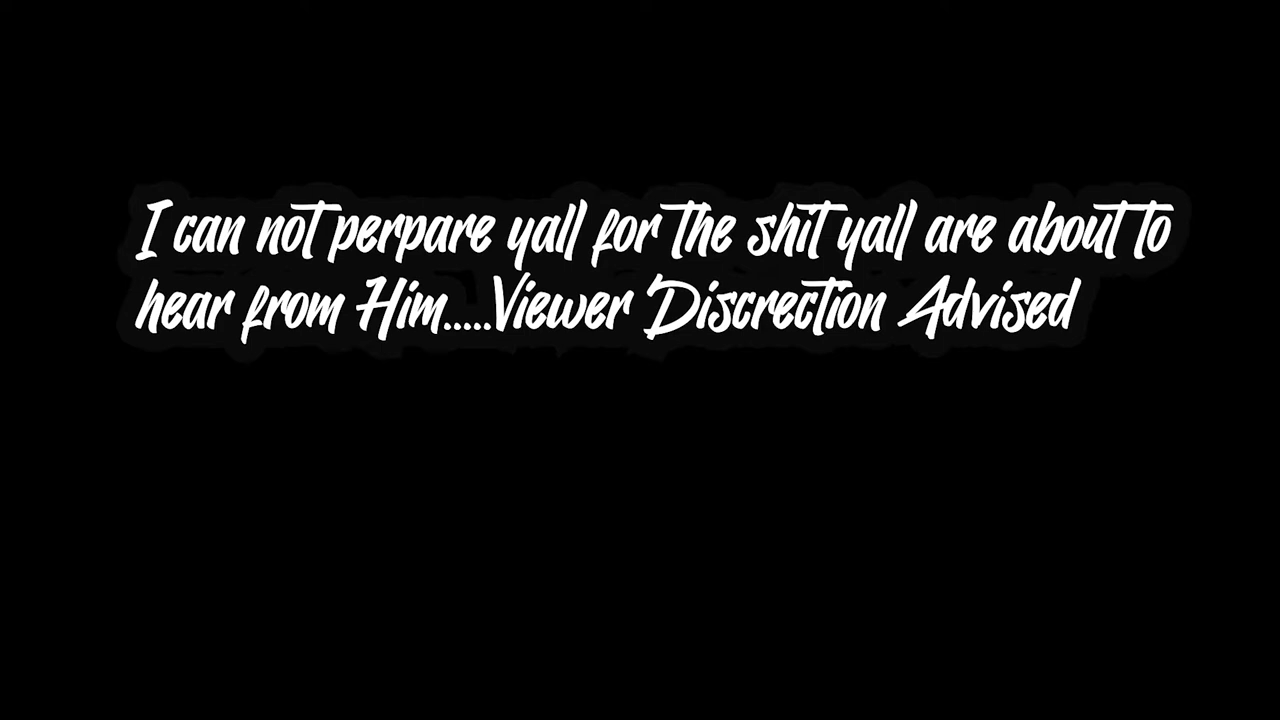 I can not perpare yall for the shit yall are about to
hear from Him.....Viewer Discrection Advised